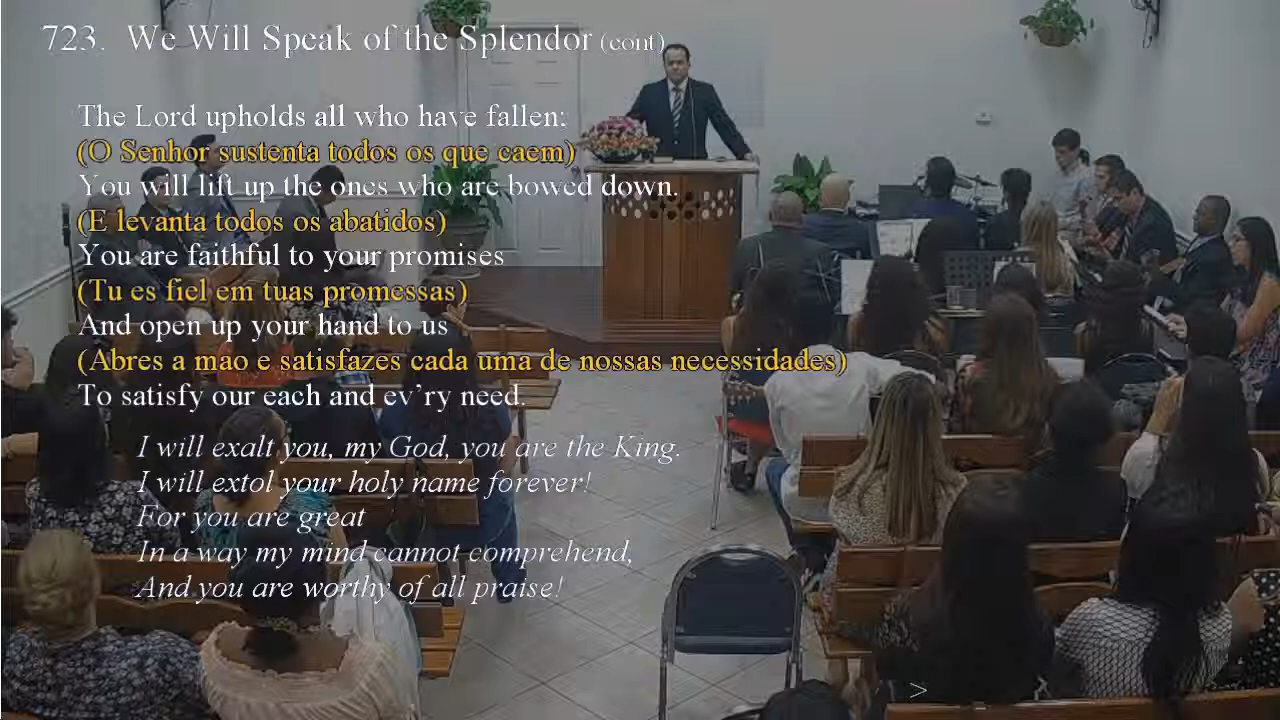 723. We Will Speak of the Splendor (cont)
The Lord upholds all who have fallen;
(O Senhor sustenta todos os que caem)
You will lift up the ones who are bowed down.
(E levanta todos os abatidos)
You are faithful to your promises
(Tu es fiel em tuas promessas)
And open up your hand to us
(Abres a mao e satisfazes cada uma de nossas necessidades)
To satisfy our each and ev’ry need.
I will exalt you, my God, you are the King.
I will extol your holy name forever!
For you are great
In a way my mind cannot comprehend,
And you are worthy of all praise!
>